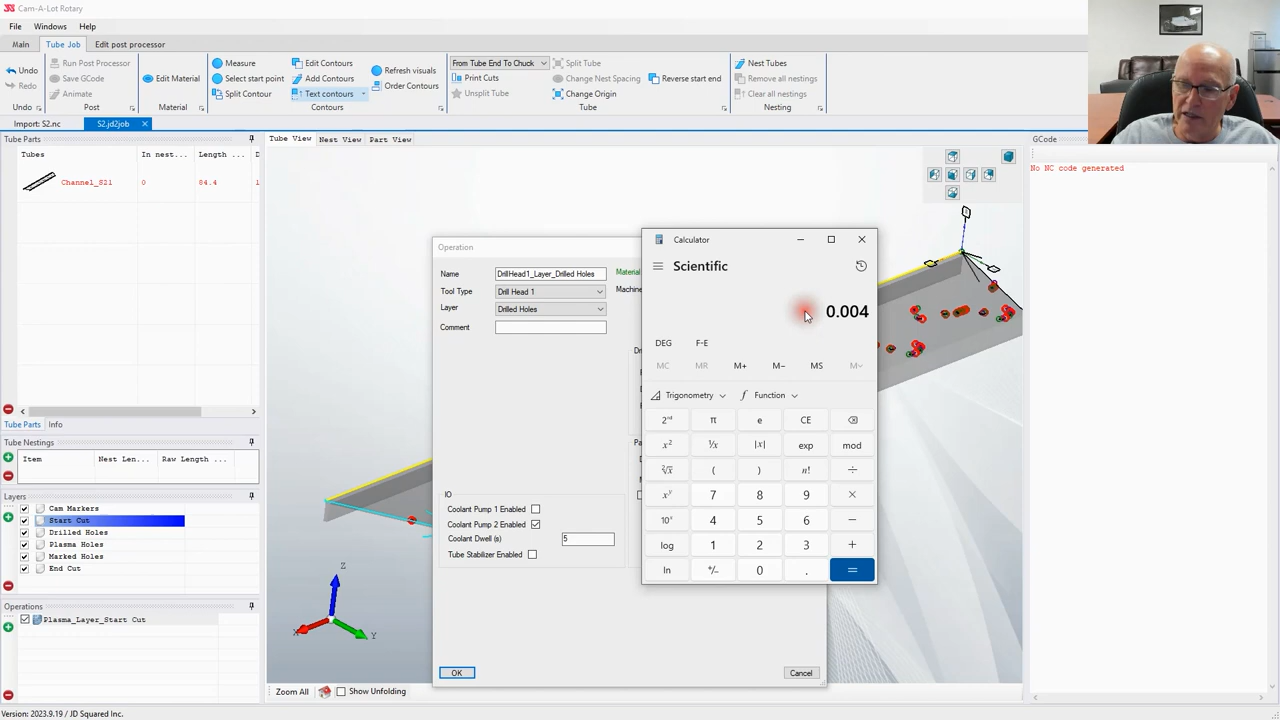 Cam-A-Lot Rotary
File Windows Help
Main Tube Job Edit post processor
Undo
Redo
Undo
Run Post Processor
Save GCode
Animate
Post
Edit Material
Material
Measure
Select start point
Split Contour
Edit Contours
Add Contours
Text contours
Refresh visuals
Order Contours
Contours
From Tube End To Chuck
Print Cuts
Unsplit Tube
Split Tube
Change Nest Spacing
Change Origin
Reverse start end
Tube
Nest Tubes
Remove all nestings
Clear all nestings
Nesting
Import: S2.nc S2.jd2job
Tube Parts
Tubes In nest... Length ... D
Channel_S21 0 84.4 1
Tube Parts Info
Tube Nestings
Item Nest Len... Raw Length ...
Layers
Cam Markers
Start Cut
Drilled Holes
Plasma Holes
Marked Holes
End Cut
Operations
Plasma_Layer_Start Cut
Tube View Nest View Part View
Z
X
Y
Zoom All Show Unfolding
Operation
Name DrillHead1_Layer_Drilled Holes
Tool Type Drill Head 1
Layer Drilled Holes
Comment
Material
Machine
IO
Coolant Pump 1 Enabled
Coolant Pump 2 Enabled
Coolant Dwell (s) 5
Tube Stabilizer Enabled
OK Cancel
Calculator
Scientific
0.004
DEG F-E
MC MR M+ M− MS M
Trigonometry Function
2ⁿᵈ π e CE
x² ¹/x |x| exp mod
²√x ( ) n! ÷
xʸ 7 8 9 ×
10ˣ 4 5 6 −
log 1 2 3 +
ln +/− 0 . =
GCode
No NC code generated
Version: 2023.9.19 / JD Squared Inc.